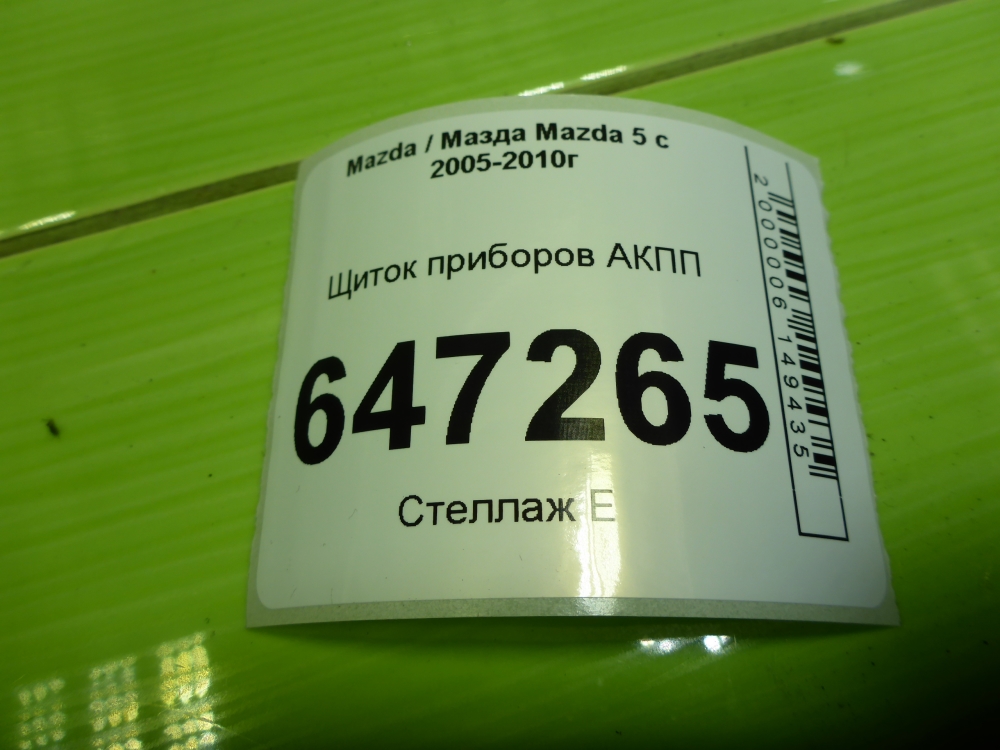 Mazda / Мазда Mazda 5 с
2005-2010г
Щиток приборов АКПП
647265
Стеллаж E
2000006149435